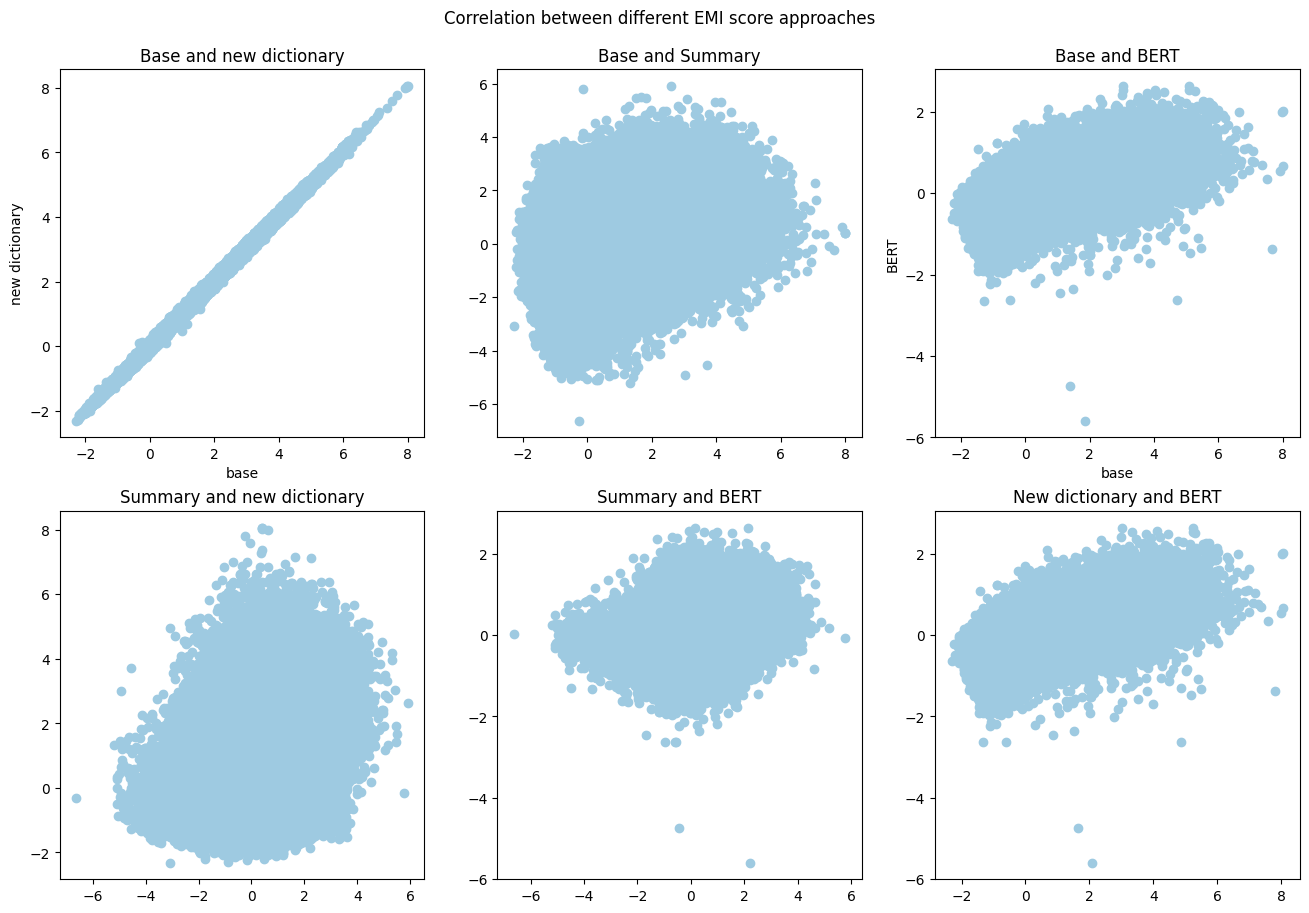 Correlation between different EMI score approaches
Base and new dictionary
Base and Summary
Base and BERT
8
6
4
2
0
−2
new dictionary
−2 0 2 4 6 8
base
6
4
2
0
−2
−4
−6
−2 0 2 4 6 8
2
0
−2
−4
−6
BERT
−2 0 2 4 6 8
base
Summary and new dictionary
Summary and BERT
New dictionary and BERT
8
6
4
2
0
−2
−6 −4 −2 0 2 4 6
2
0
−2
−4
−6
−6 −4 −2 0 2 4 6
2
0
−2
−4
−6
−2 0 2 4 6 8